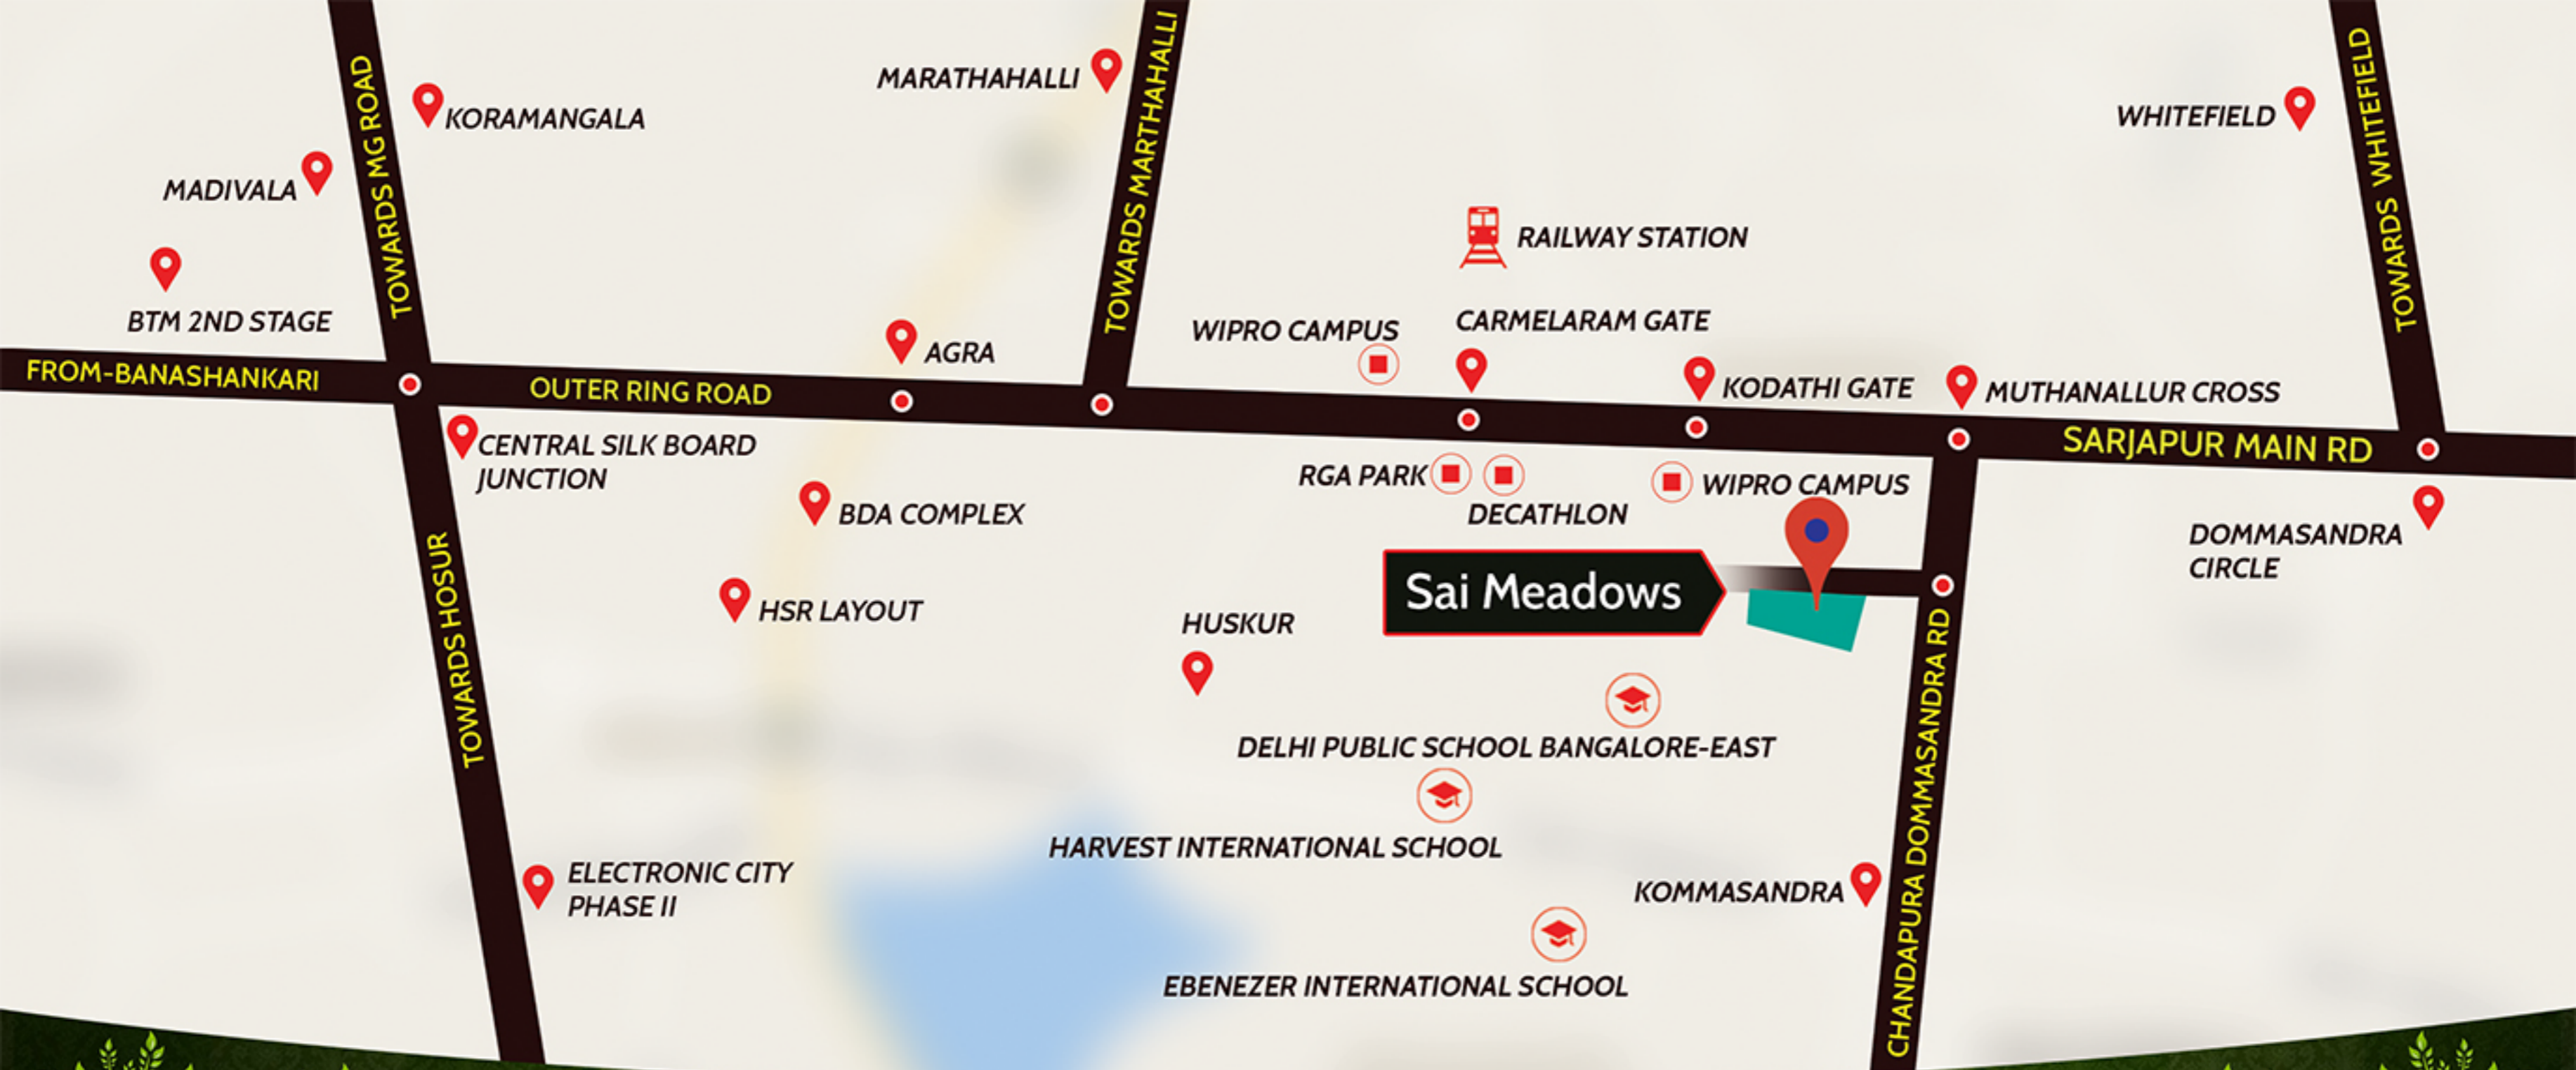 TOWARDS MG ROAD
KORAMANGALA
MADIVALA
BTM 2ND STAGE
MARATHAHALLI
TOWARDS MARTHAHALLI
WHITEFIELD
TOWARDS WHITEFIELD
RAILWAY STATION
WIPRO CAMPUS
CARMELARAM GATE
AGRA
KODATHI GATE
MUTHANALLUR CROSS
FROM-BANASHANKARI
OUTER RING ROAD
SARJAPUR MAIN RD
CENTRAL SILK BOARD
JUNCTION
RGA PARK
DECATHLON
WIPRO CAMPUS
BDA COMPLEX
DOMMASANDRA
CIRCLE
HSR LAYOUT
Sai Meadows
HUSKUR
TOWARDS HOSUR
DELHI PUBLIC SCHOOL BANGALORE-EAST
HARVEST INTERNATIONAL SCHOOL
CHANDAPURA DOMMASANDRA RD
ELECTRONIC CITY
PHASE II
KOMMASANDRA
EBENEZER INTERNATIONAL SCHOOL